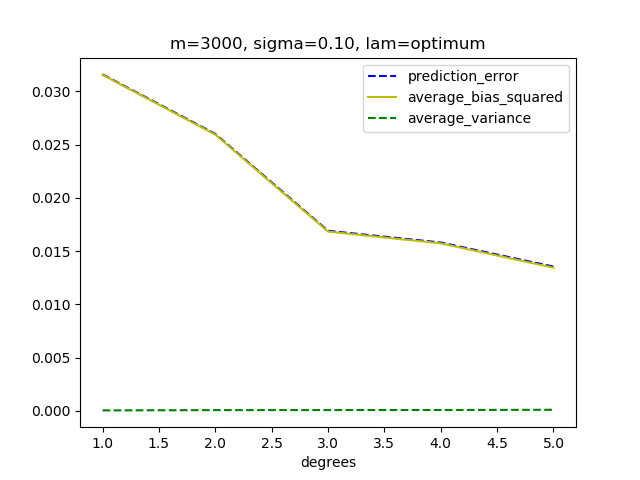 m=3000, sigma=0.10, lam=optimum
prediction_error
average_bias_squared
average_variance
0.030
0.025
0.020
0.015
0.010
0.005
0.000
1.0 1.5 2.0 2.5 3.0 3.5 4.0 4.5 5.0
degrees